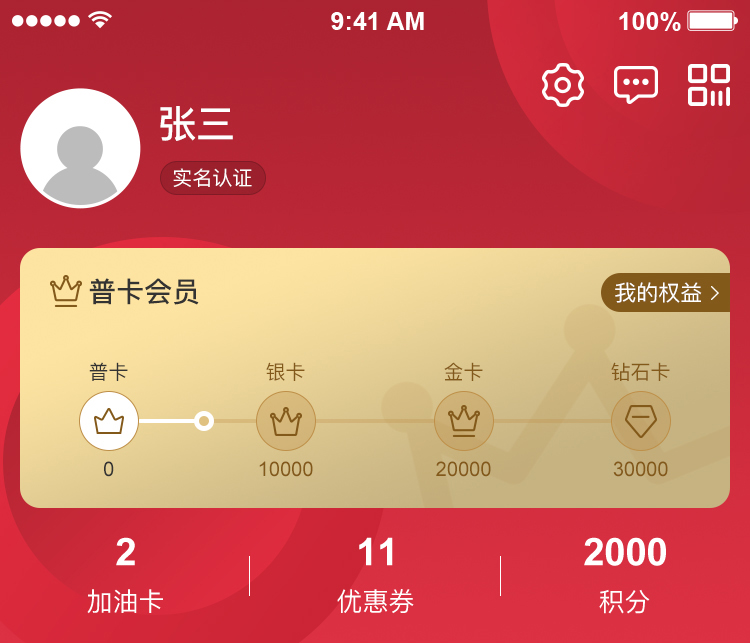 9:41 AM
100%
张三
实名认证
普卡会员
我的权益
普卡
银卡
金卡
钻石卡
0
10000
20000
30000
2
11
2000
加油卡
优惠券
积分